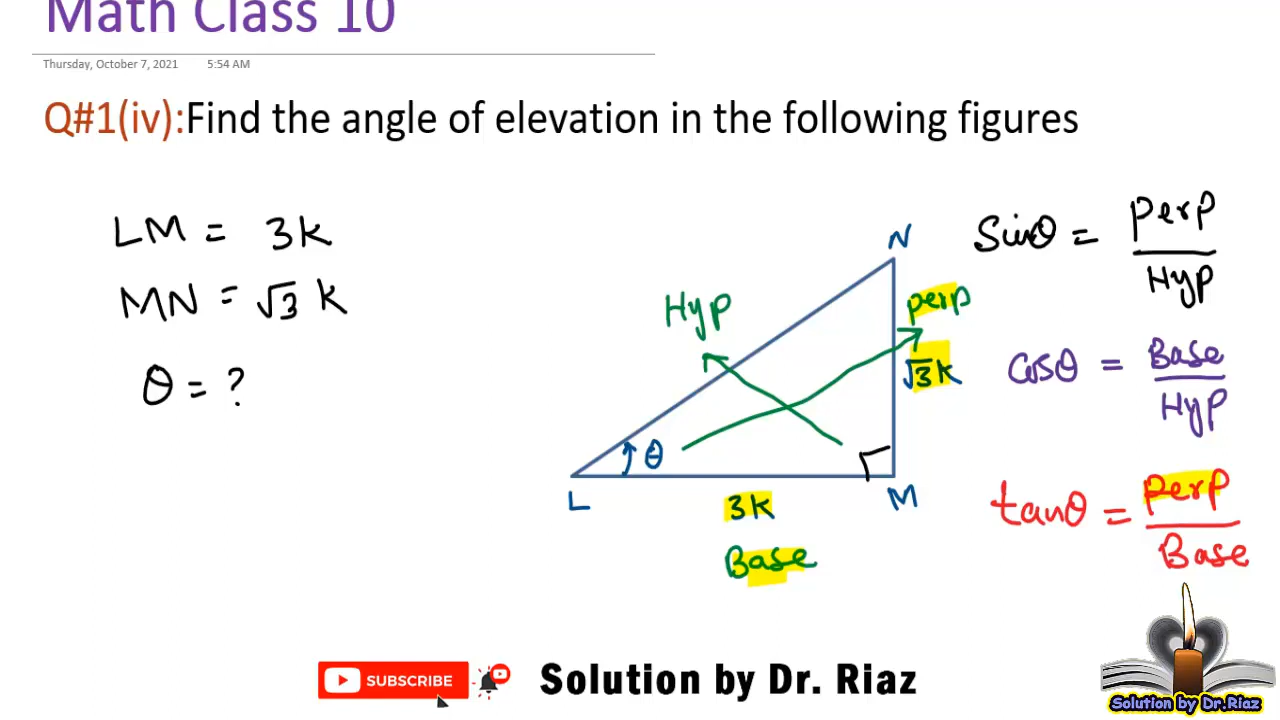 Math Class 10
Thursday, October 7, 2021 5:54 AM
Q#1(iv):Find the angle of elevation in the following figures
LM = 3k
MN = √3 k
θ = ?
N
Hyp
perp
√3k
θ
L
M
3k
Base
Sinθ = Perp
Hyp
Cosθ = Base
Hyp
tanθ = perp
Base
SUBSCRIBE
Solution by Dr. Riaz
Solution by Dr.Riaz